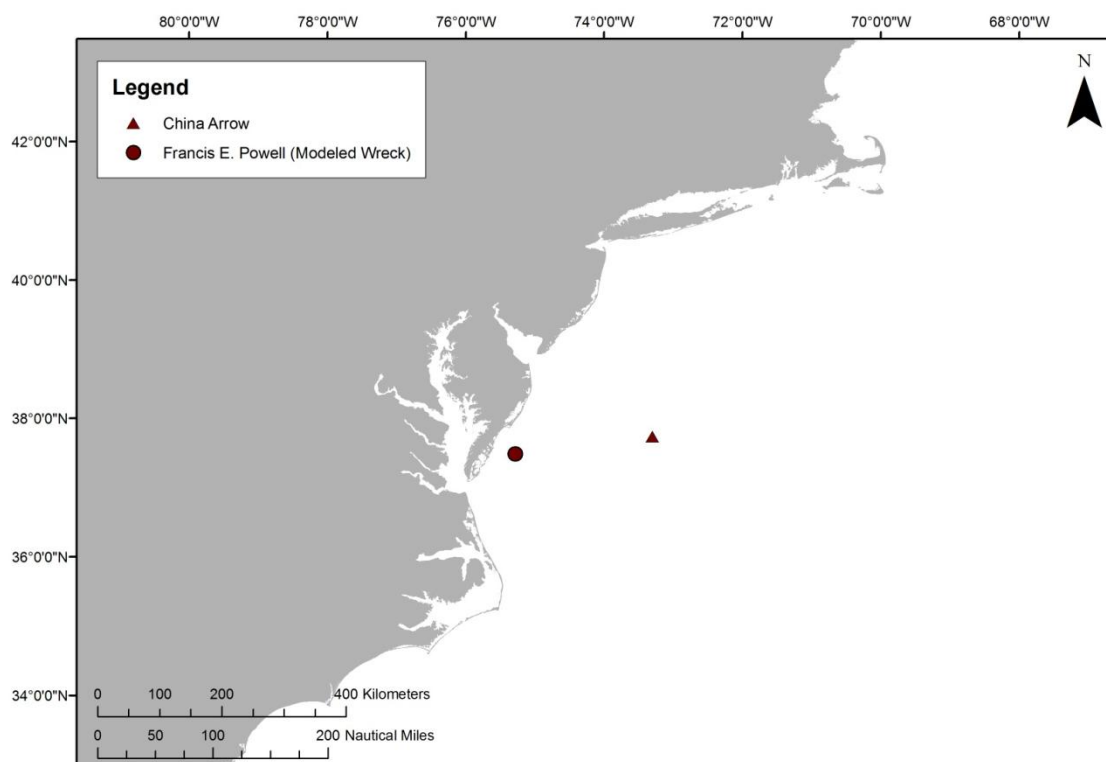 80°0'0"W 78°0'0"W 76°0'0"W 74°0'0"W 72°0'0"W 70°0'0"W 68°0'0"W
N
Legend
China Arrow
Francis E. Powell (Modeled Wreck)
42°0'0"N
40°0'0"N
38°0'0"N
36°0'0"N
34°0'0"N
0 100 200 400 Kilometers
0 50 100 200 Nautical Miles